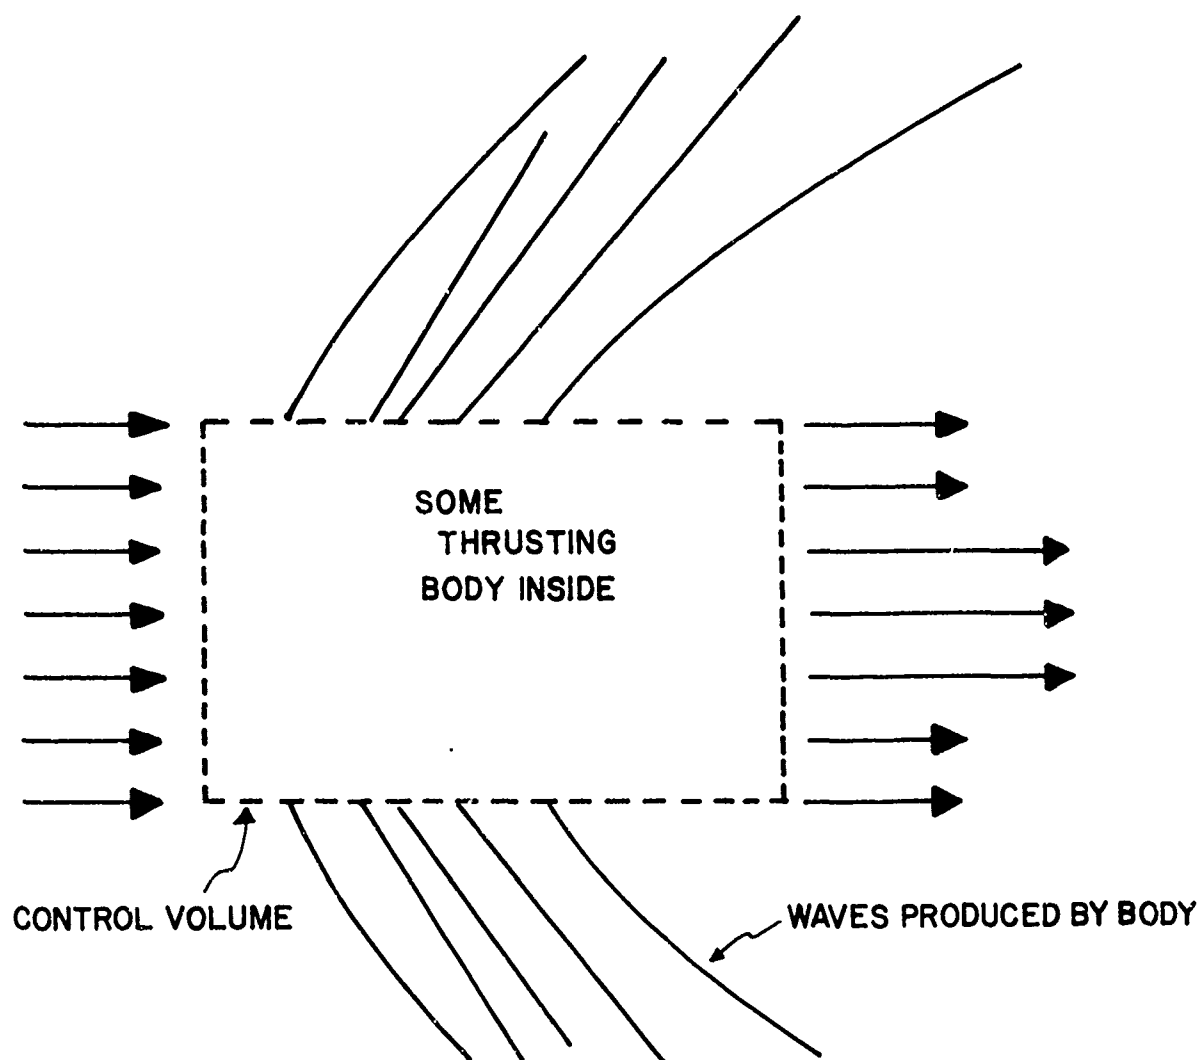 SOME
THRUSTING
BODY INSIDE
CONTROL VOLUME
WAVES PRODUCED BY BODY